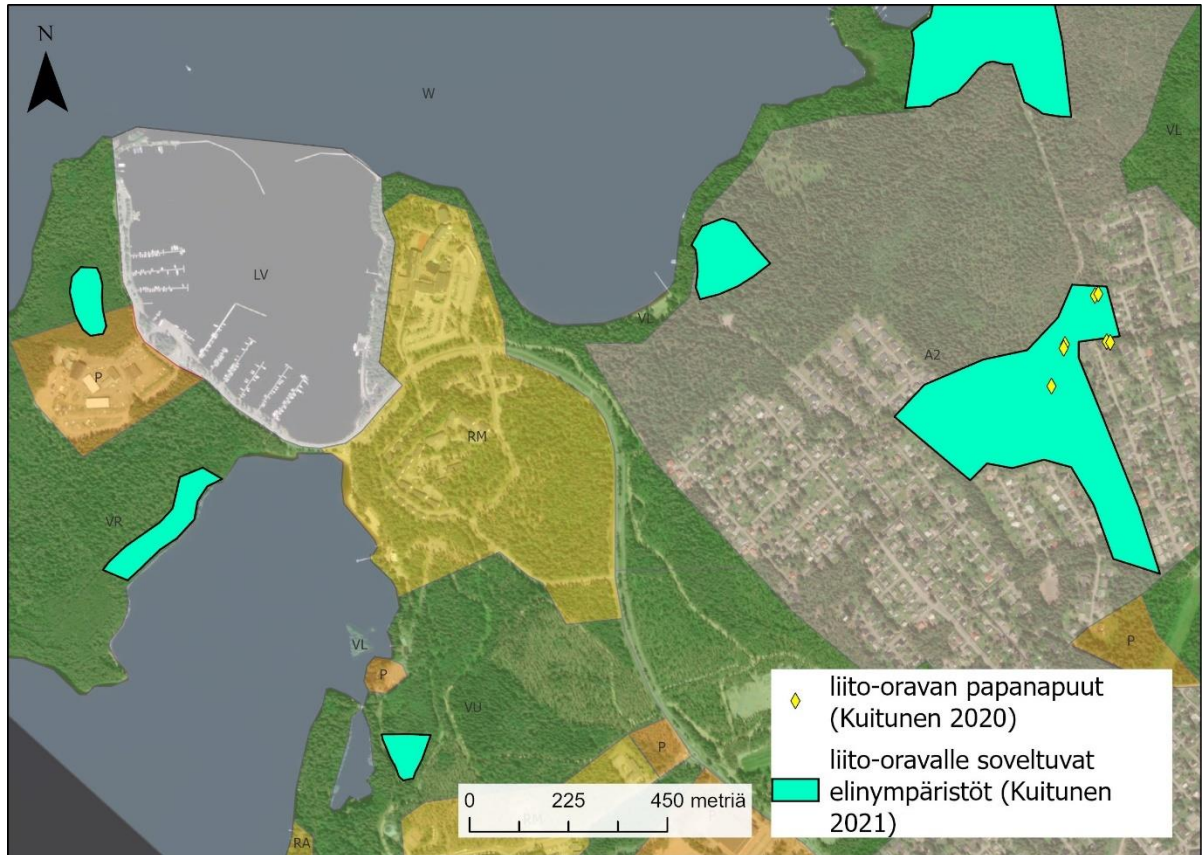 N
W
VL
LV
VL
A2
P
RM
VR
VL
P
P
VU
P
RM
RA
liito-oravan papanapuut
(Kuitunen 2020)
liito-oravalle soveltuvat
elinympäristöt (Kuitunen
2021)
0 225 450 metriä